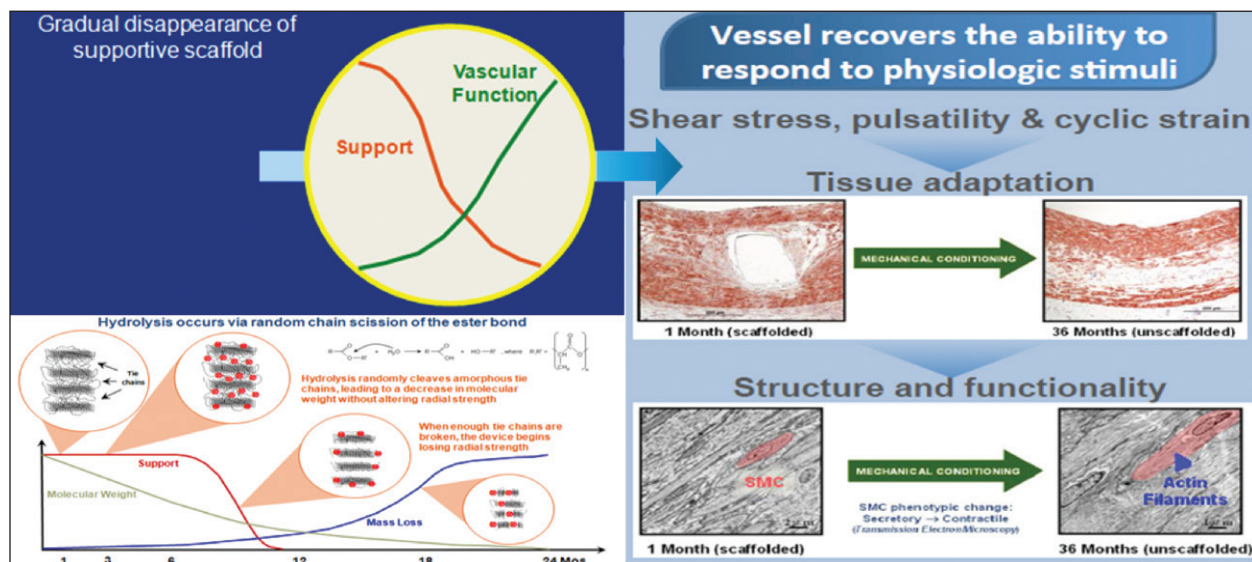 Gradual disappearance of
supportive scaffold
Vascular
Function
Support
Vessel recovers the ability to
respond to physiologic stimuli
Shear stress, pulsatility & cyclic strain
Tissue adaptation
MECHANICAL CONDITIONING
1 Month (scaffolded)
36 Months (unscaffolded)
Structure and functionality
SMC
MECHANICAL CONDITIONING
SMC phenotypic change:
Secretory → Contractile
(Transmission ElectronMicroscopy)
Actin
Filaments
1 Month (scaffolded)
36 Months (unscaffolded)
Hydrolysis occurs via random chain scission of the ester bond
Tie
chains
Hydrolysis randomly cleaves amorphous tie
chains, leading to a decrease in molecular
weight without altering radial strength
When enough tie chains are
broken, the device begins
losing radial strength
Support
Molecular Weight
Mass Loss
1 3 6 12 18 24 Mos